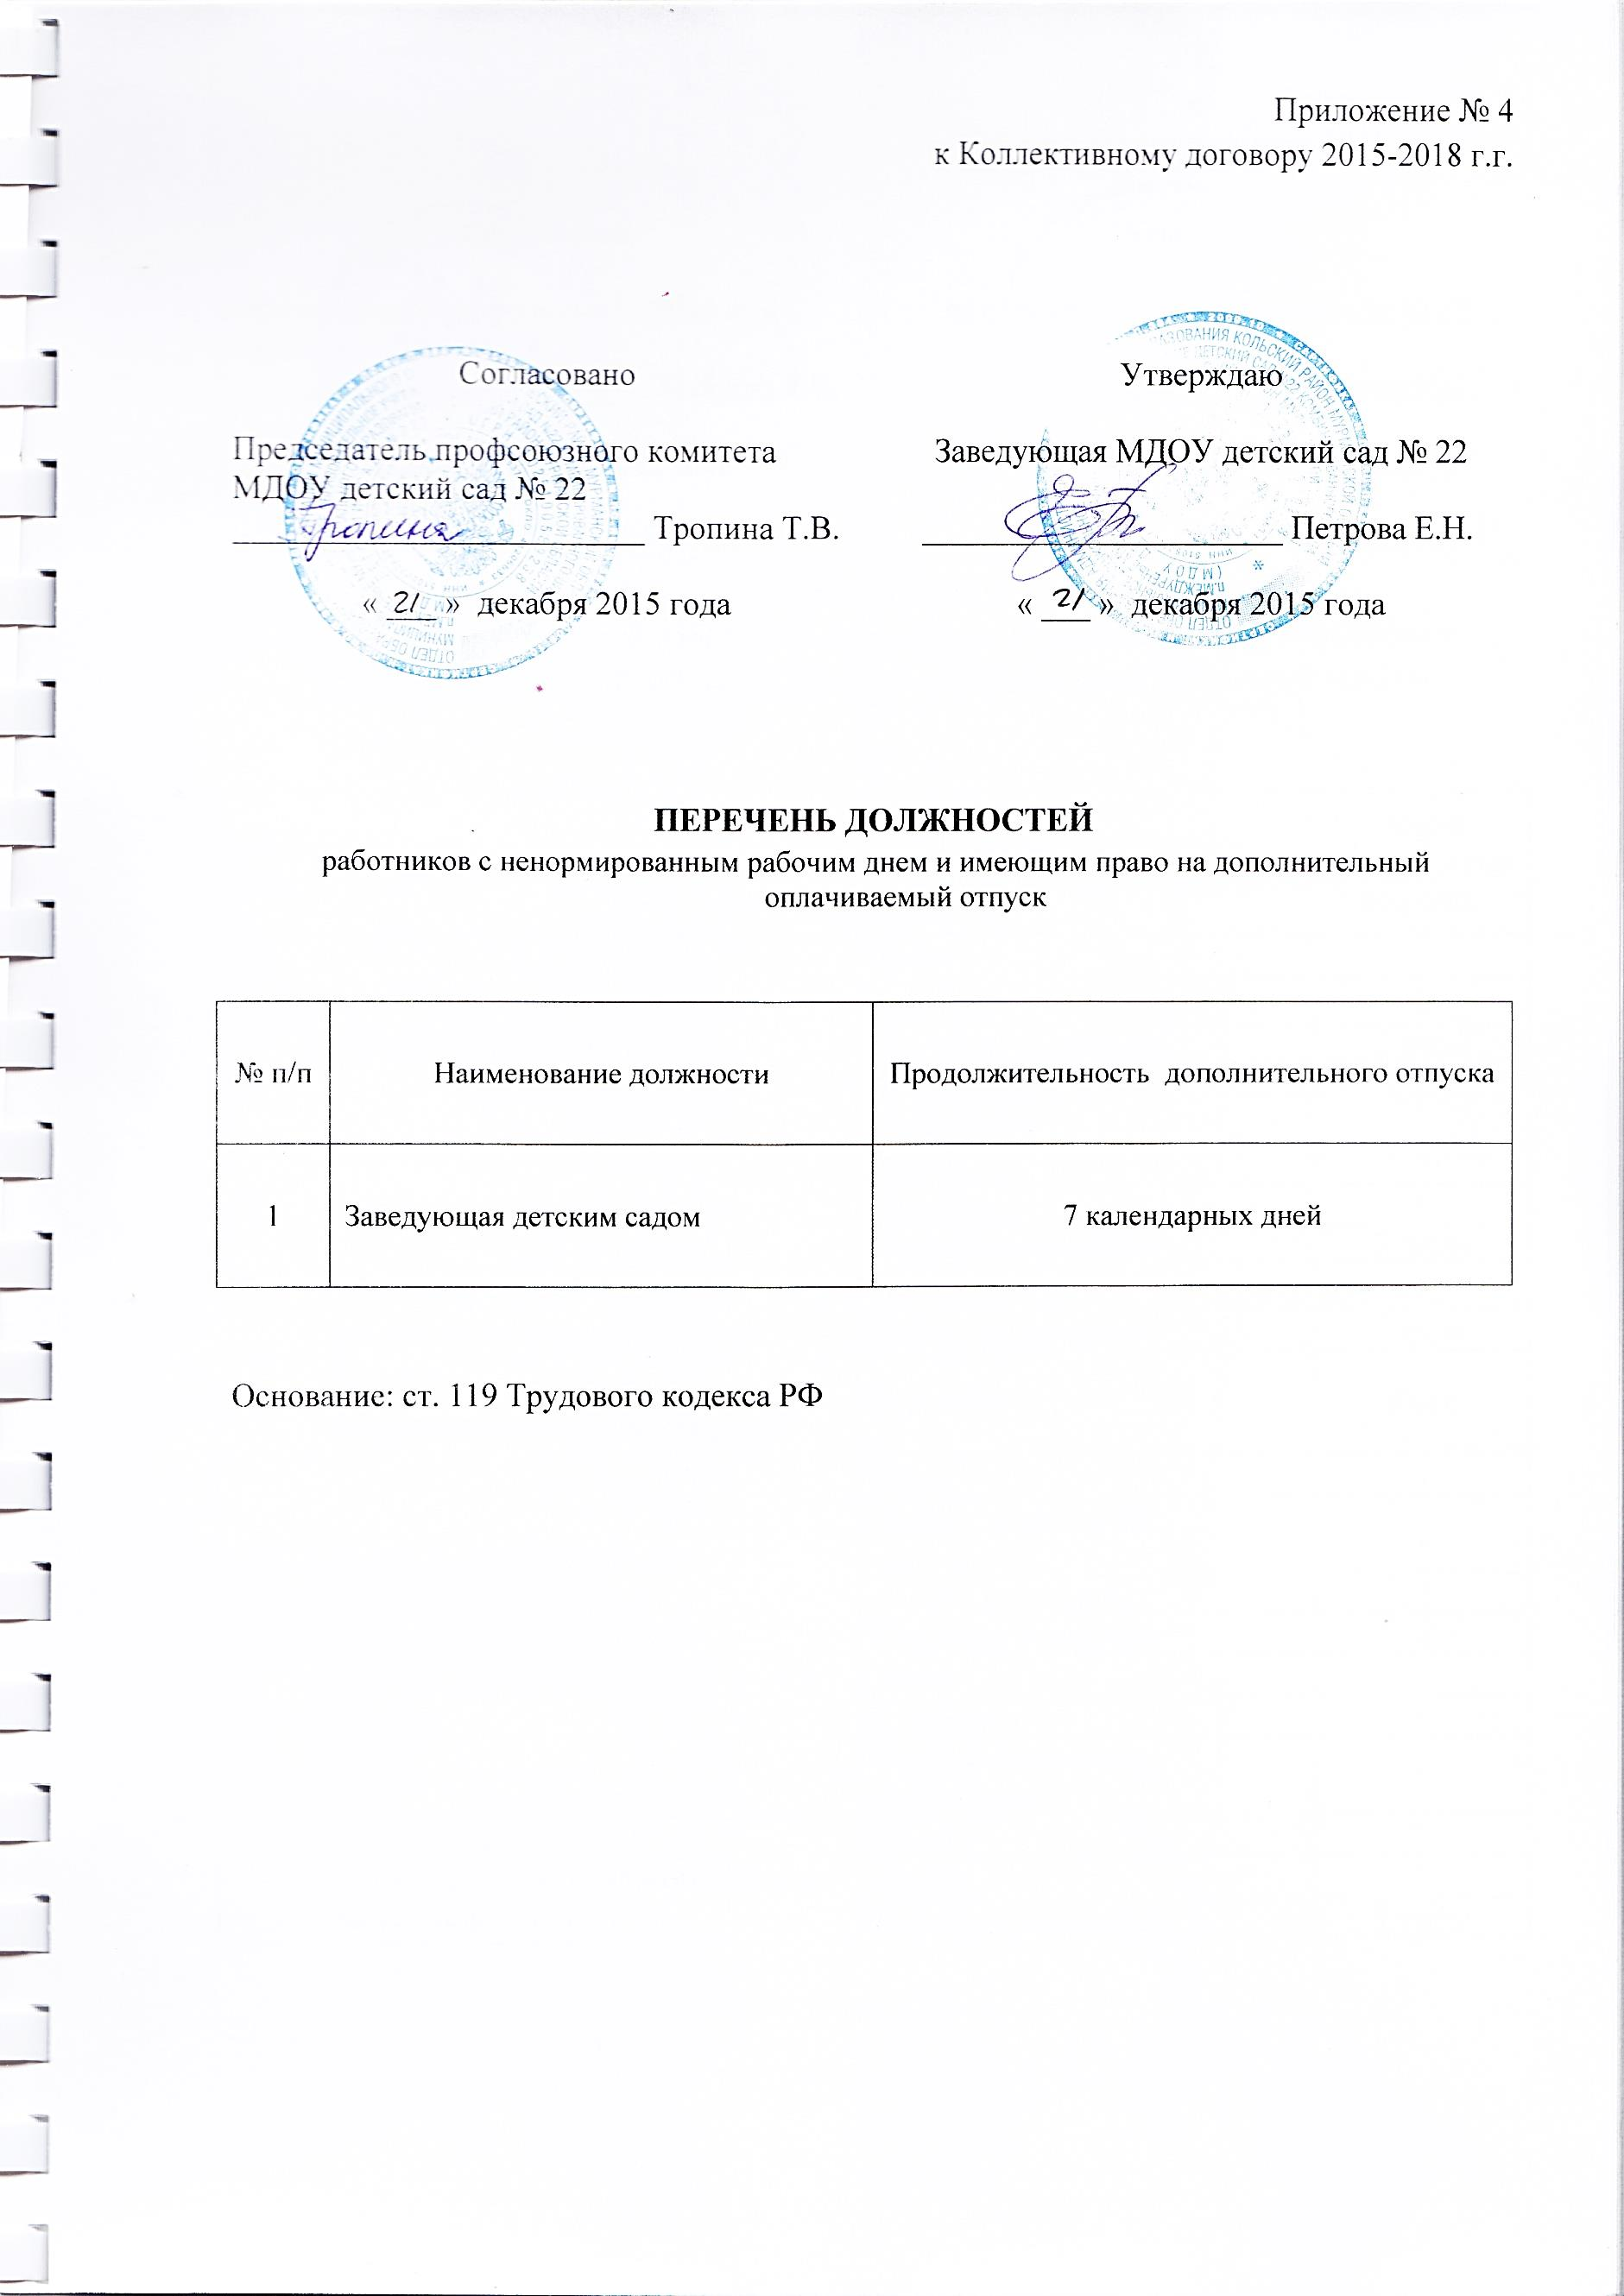 Приложение № 4
к Коллективному договору 2015-2018 г.г.
Согласовано
Председатель профсоюзного комитета
МДОУ детский сад № 22
Тропина Тропина Т.В.
« 21 » декабря 2015 года
Утверждаю
Заведующая МДОУ детский сад № 22
Петрова Е.Н.
« 21 » декабря 2015 года
ПЕРЕЧЕНЬ ДОЛЖНОСТЕЙ
работников с ненормированным рабочим днем и имеющим право на дополнительный
оплачиваемый отпуск
№ п/п Наименование должности Продолжительность дополнительного отпуска
1 Заведующая детским садом 7 календарных дней
Основание: ст. 119 Трудового кодекса РФ